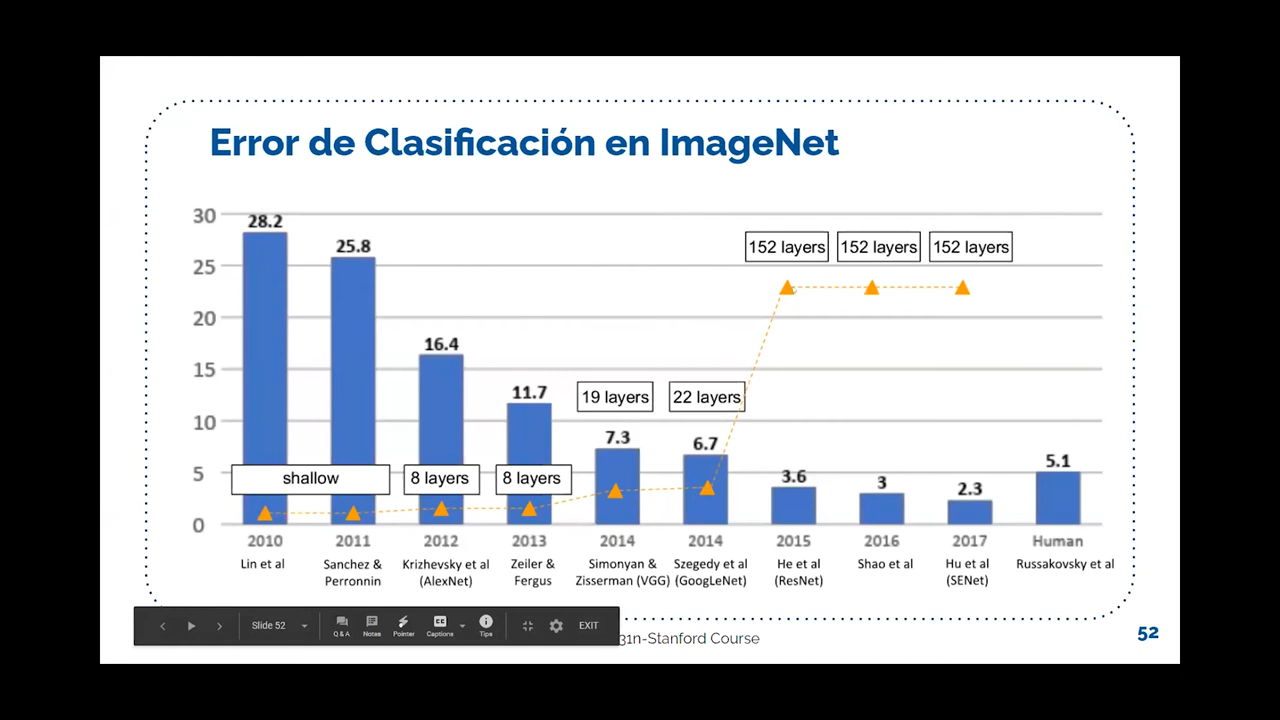 Error de Clasificación en ImageNet
30
25
20
15
10
5
0
28.2
25.8
16.4
11.7
7.3
6.7
3.6
3
2.3
5.1
shallow
8 layers
8 layers
19 layers
22 layers
152 layers
152 layers
152 layers
2010
2011
2012
2013
2014
2014
2015
2016
2017
Human
Lin et al
Sanchez &
Perronnin
Krizhevsky et al
(AlexNet)
Zeiler &
Fergus
Simonyan &
Zisserman (VGG)
Szegedy et al
(GoogLeNet)
He et al
(ResNet)
Shao et al
Hu et al
(SENet)
Russakovsky et al
Slide 52
Q & A
Notes
Pointer
Captions
Tips
EXIT
31n-Stanford Course
52